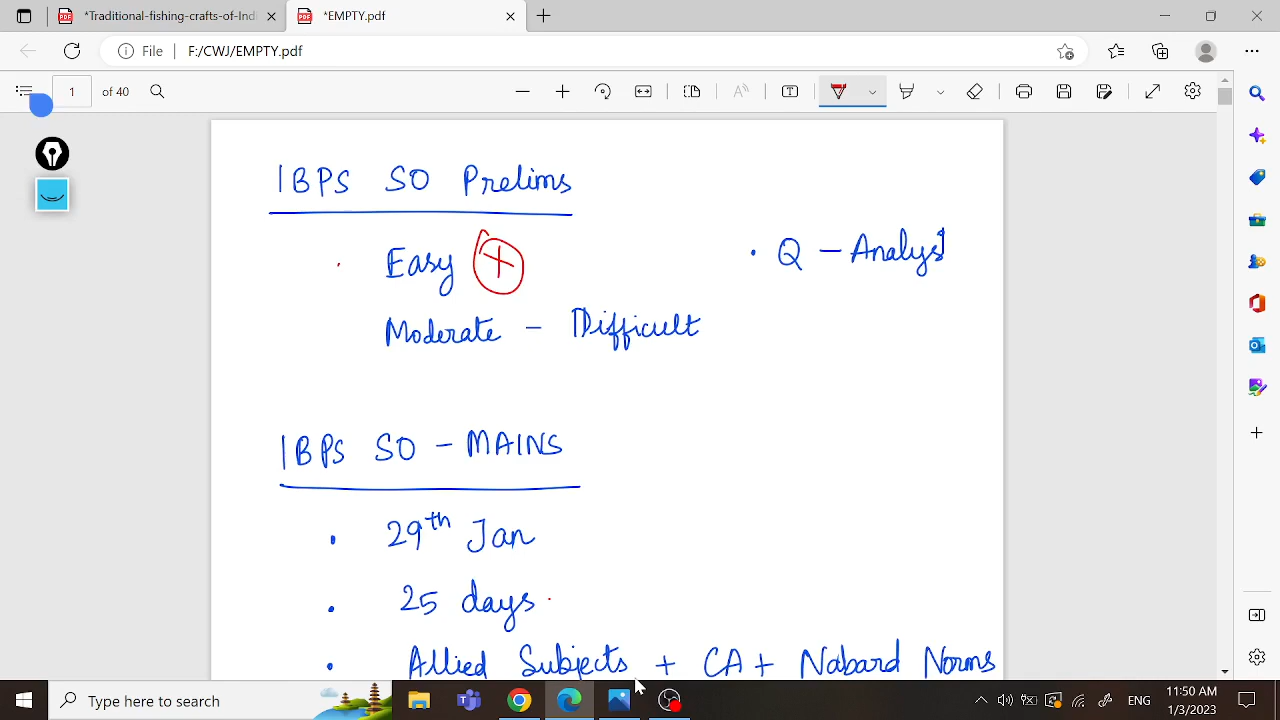 *Traditional-fishing-crafts-of-Indi
*EMPTY.pdf
File
F:/CWJ/EMPTY.pdf
1 of 40
IBPS SO Prelims
Easy +
Q - Analyst
Moderate - Difficult
IBPS SO - MAINS
29th Jan
25 days
Allied Subjects + CA + Nabard Norms
Type here to search
ENG
11:50 AM
1/3/2023